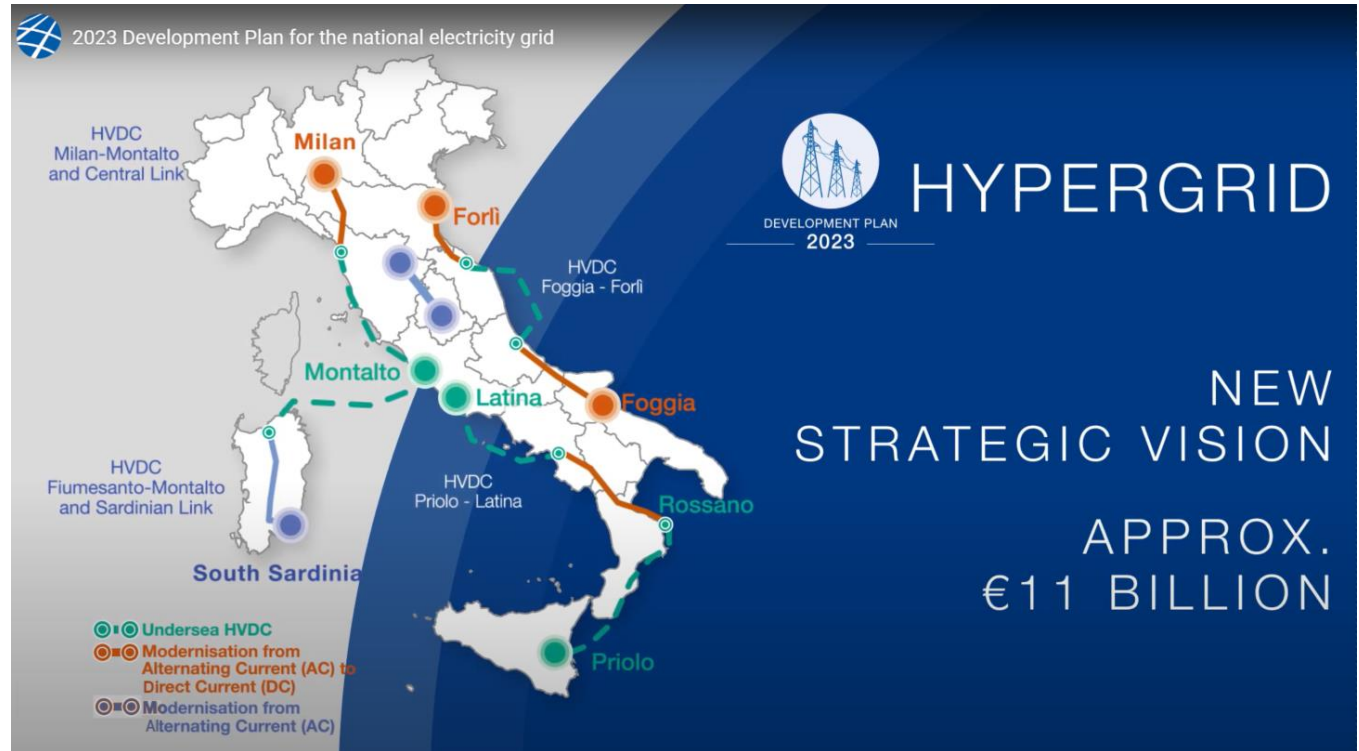 2023 Development Plan for the national electricity grid
HVDC
Milan-Montalto
and Central Link
Milan
Forlì
HVDC
Foggia - Forlì
Montalto
Latina
Foggia
HVDC
Fiumesanto-Montalto
and Sardinian Link
HVDC
Priolo - Latina
Rossano
South Sardinia
Priolo
Undersea HVDC
Modernisation from
Alternating Current (AC) to
Direct Current (DC)
Modernisation from
Alternating Current (AC)
DEVELOPMENT PLAN
2023
HYPERGRID
NEW
STRATEGIC VISION
APPROX.
€11 BILLION